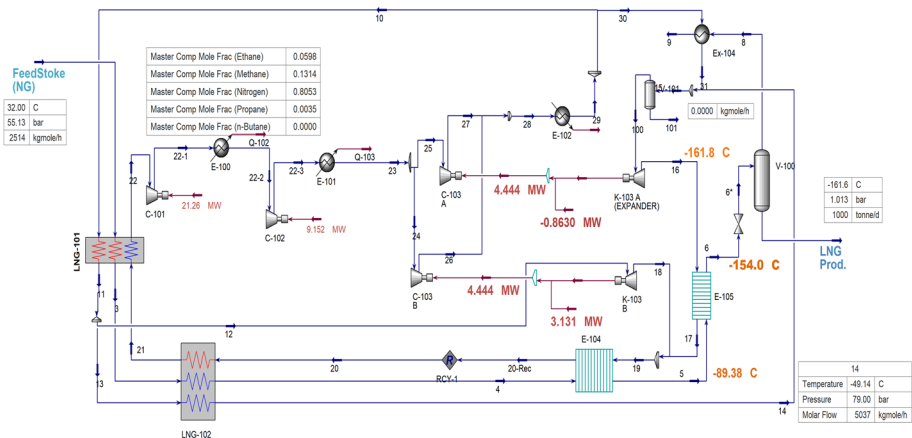 10
30
9
8
Ex-104
31
FeedStoke
(NG)
32.00 C
55.13 bar
2514 kgmole/h
Master Comp Mole Frac (Ethane) 0.0598
Master Comp Mole Frac (Methane) 0.1314
Master Comp Mole Frac (Nitrogen) 0.8053
Master Comp Mole Frac (Propane) 0.0035
Master Comp Mole Frac (n-Butane) 0.0000
27
28
E-102
29
0.0000 kgmole/h
100
101
22
22-1
E-100
Q-102
22-2
22-3
E-101
Q-103
23
25
C-103
A
-161.8 C
16
V-100
C-101
21.26 MW
C-102
9.152 MW
4.444 MW
K-103 A
(EXPANDER)
-0.8630 MW
6*
-161.6 C
1.013 bar
1000 tonne/d
LNG-101
24
26
18
6
LNG
Prod.
-154.0 C
C-103
B
4.444 MW
K-103
B
3.131 MW
E-105
11
3
21
12
17
E-104
20
RCY-1
20-Rec
19
13
4
5
-89.38 C
14
LNG-102
14
Temperature -49.14 C
Pressure 79.00 bar
Molar Flow 5037 kgmole/h